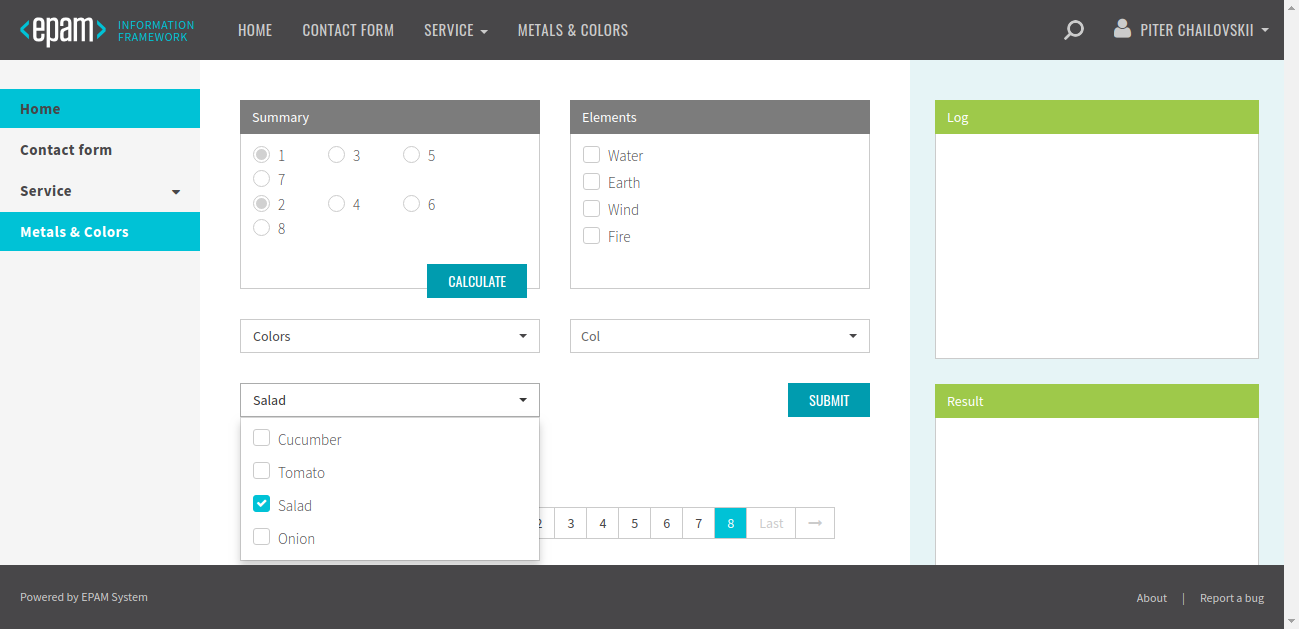 <epam> INFORMATION FRAMEWORK
HOME CONTACT FORM SERVICE METALS & COLORS PITER CHAILOVSKII
Home
Contact form
Service
Metals & Colors
Summary
1 3 5
7
2 4 6
8
CALCULATE
Elements
Water
Earth
Wind
Fire
Colors
Col
Salad
SUBMIT
Cucumber
Tomato
Salad
Onion
2 3 4 5 6 7 8 Last →
Log
Result
Powered by EPAM System
About | Report a bug